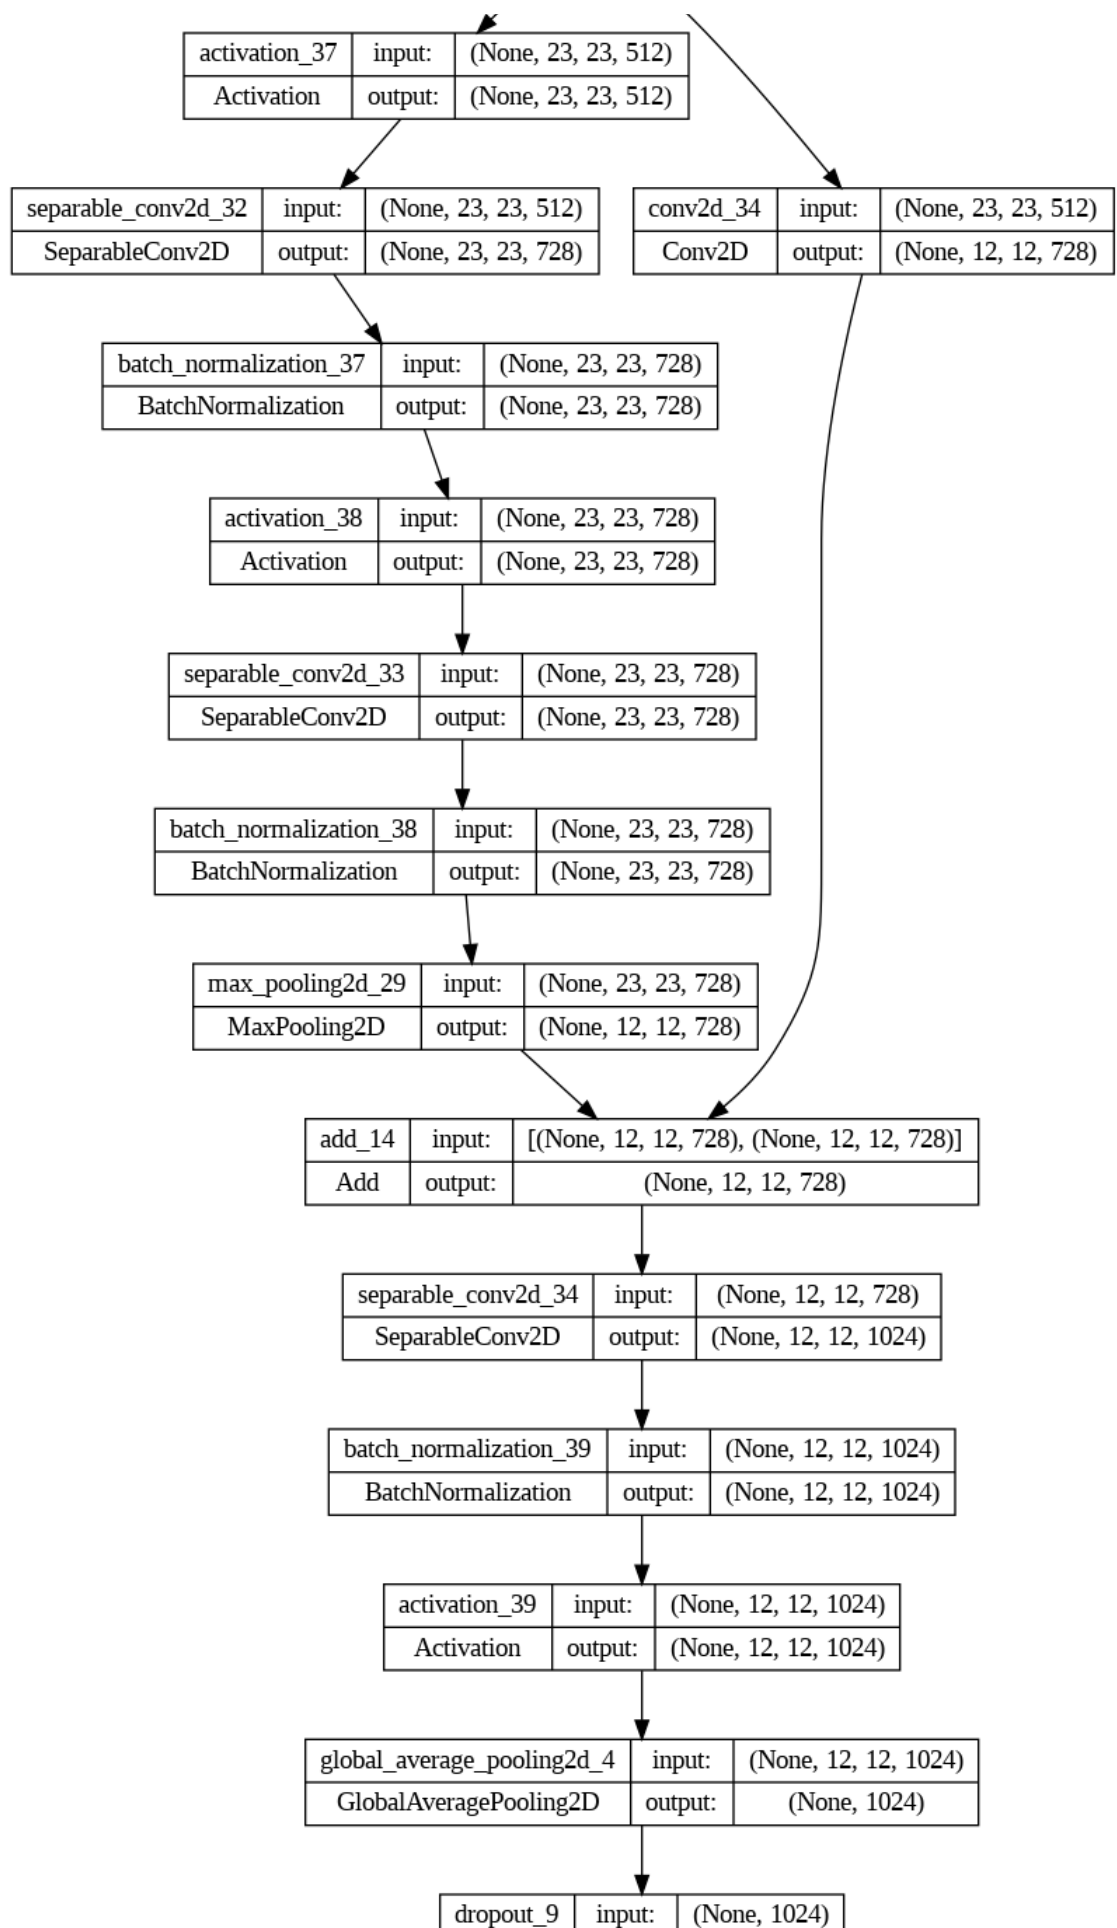 activation_37 input: (None, 23, 23, 512)
Activation output: (None, 23, 23, 512)
separable_conv2d_32 input: (None, 23, 23, 512)
SeparableConv2D output: (None, 23, 23, 728)
conv2d_34 input: (None, 23, 23, 512)
Conv2D output: (None, 12, 12, 728)
batch_normalization_37 input: (None, 23, 23, 728)
BatchNormalization output: (None, 23, 23, 728)
activation_38 input: (None, 23, 23, 728)
Activation output: (None, 23, 23, 728)
separable_conv2d_33 input: (None, 23, 23, 728)
SeparableConv2D output: (None, 23, 23, 728)
batch_normalization_38 input: (None, 23, 23, 728)
BatchNormalization output: (None, 23, 23, 728)
max_pooling2d_29 input: (None, 23, 23, 728)
MaxPooling2D output: (None, 12, 12, 728)
add_14 input: [(None, 12, 12, 728), (None, 12, 12, 728)]
Add output: (None, 12, 12, 728)
separable_conv2d_34 input: (None, 12, 12, 728)
SeparableConv2D output: (None, 12, 12, 1024)
batch_normalization_39 input: (None, 12, 12, 1024)
BatchNormalization output: (None, 12, 12, 1024)
activation_39 input: (None, 12, 12, 1024)
Activation output: (None, 12, 12, 1024)
global_average_pooling2d_4 input: (None, 12, 12, 1024)
GlobalAveragePooling2D output: (None, 1024)
dropout_9 input: (None, 1024)